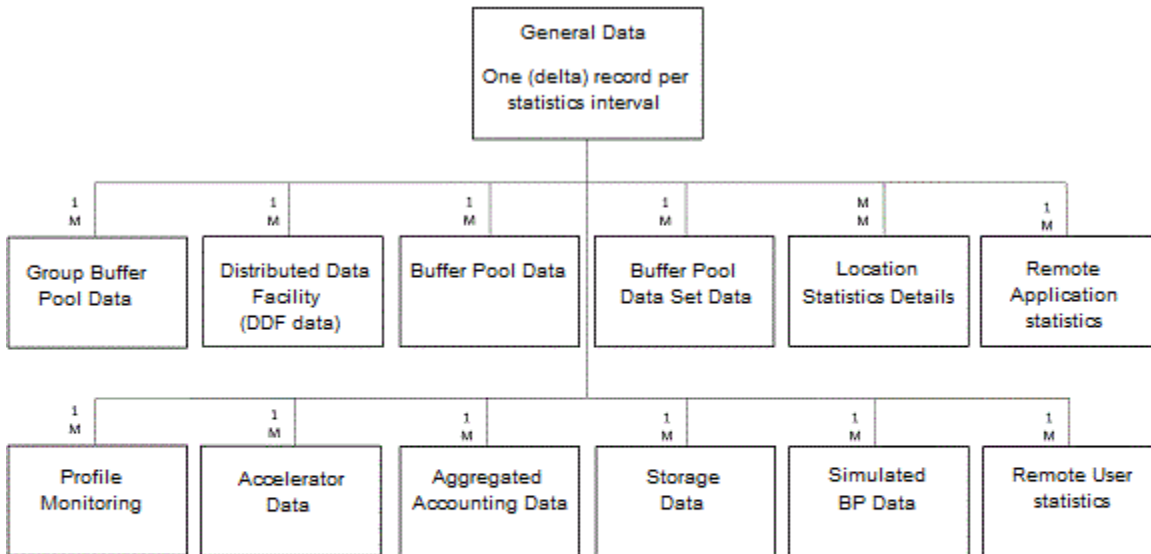 General Data
One (delta) record per
statistics interval
1 1 1 1 M 1
M M M M M M
Group Buffer
Pool Data
Distributed Data
Facility
(DDF data)
Buffer Pool Data
Buffer Pool
Data Set Data
Location
Statistics Details
Remote
Application
statistics
1 1 1 1 1 1
M M M M M M
Profile
Monitoring
Accelerator
Data
Aggregated
Accounting Data
Storage
Data
Simulated
BP Data
Remote User
statistics